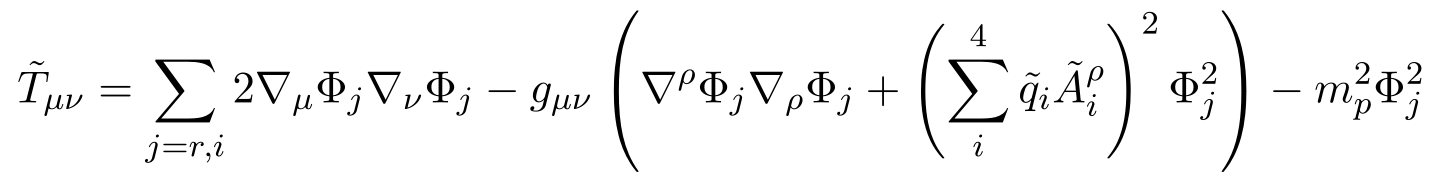 $\tilde{T}_{\mu\nu} = \sum_{j=r,i} 2\nabla_\mu \Phi_j \nabla_\nu \Phi_j - g_{\mu\nu} \left( \nabla^\rho \Phi_j \nabla_\rho \Phi_j + \left( \sum_i^4 \tilde{q}_i \tilde{A}_i^\rho \right)^2 \Phi_j^2 \right) - m_p^2 \Phi_j^2$